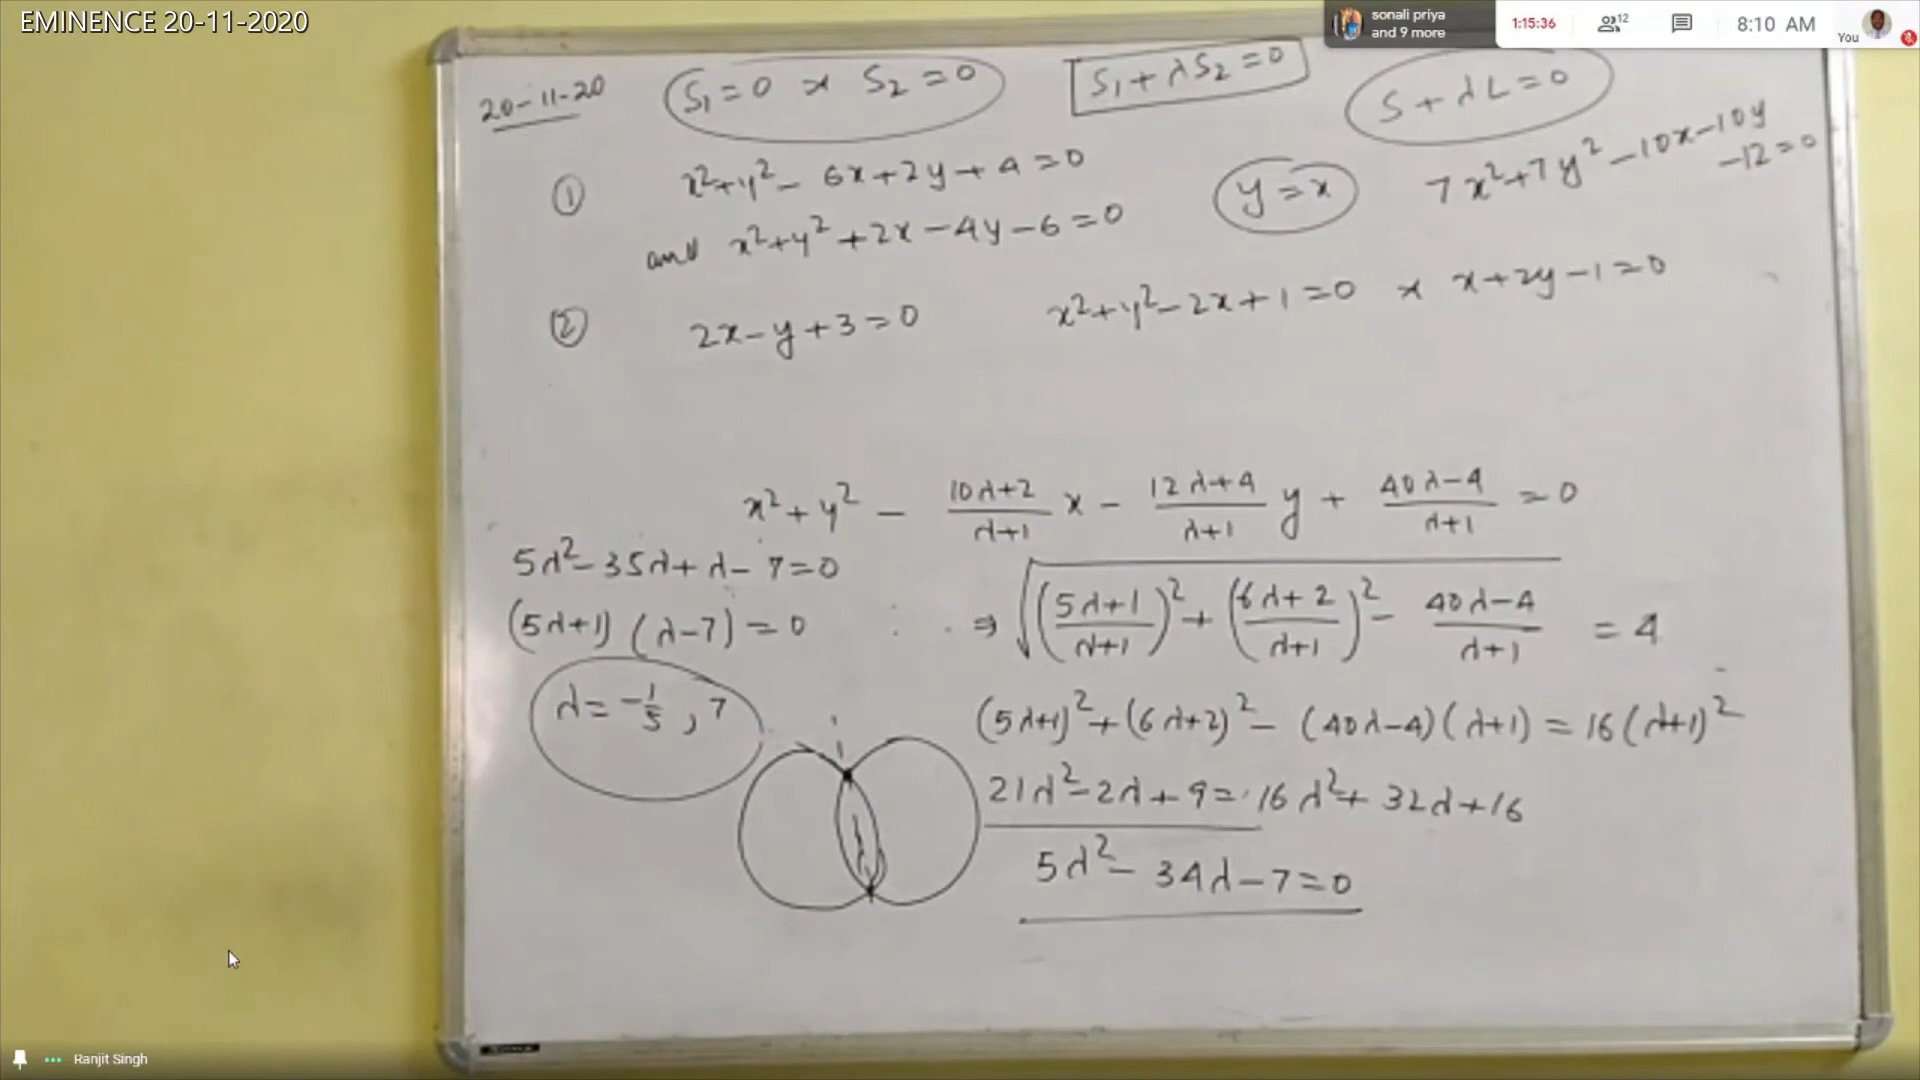 EMINENCE 20-11-2020
sonali priya
and 9 more
1:15:36
12
8:10 AM
You
20-11-20
S₁=0 & S₂=0
S₁+λS₂=0
S+λL=0
① x²+y²-6x+2y+4=0
and x²+y²+2x-4y-6=0
y=x
7x²+7y²-10x-10y
-12=0
② 2x-y+3=0
x²+y²-2x+1=0 & x+2y-1=0
x²+y² - (10λ+2)/(λ+1) x - (12λ+4)/(λ+1) y + (40λ-4)/(λ+1) = 0
⇒ √(((5λ+1)/(λ+1))² + ((6λ+2)/(λ+1))² - (40λ-4)/(λ+1)) = 4
(5λ+1)²+(6λ+2)²-(40λ-4)(λ+1)=16(λ+1)²
21λ²-2λ+9=16λ²+32λ+16
5λ²-34λ-7=0
5λ²-35λ+λ-7=0
(5λ+1)(λ-7)=0
λ=-1/5, 7
Ranjit Singh